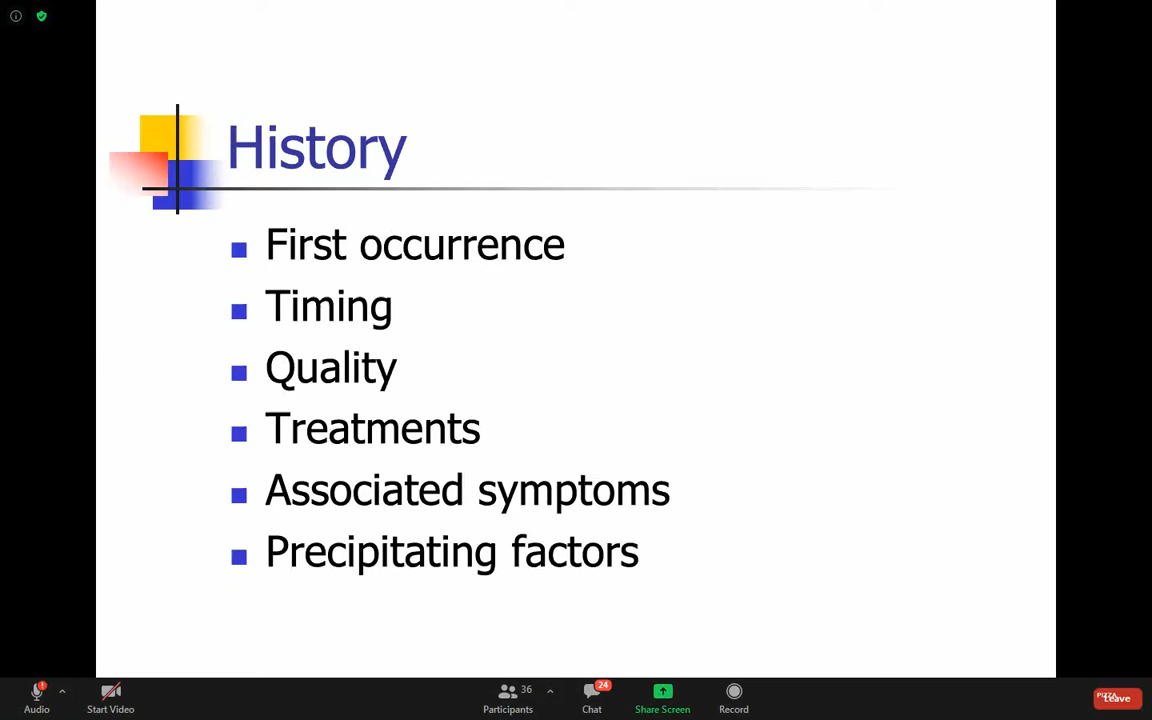 History
First occurrence
Timing
Quality
Treatments
Associated symptoms
Precipitating factors
Audio
Start Video
36
Participants
24
Chat
Share Screen
Record
PIZZA
Leave